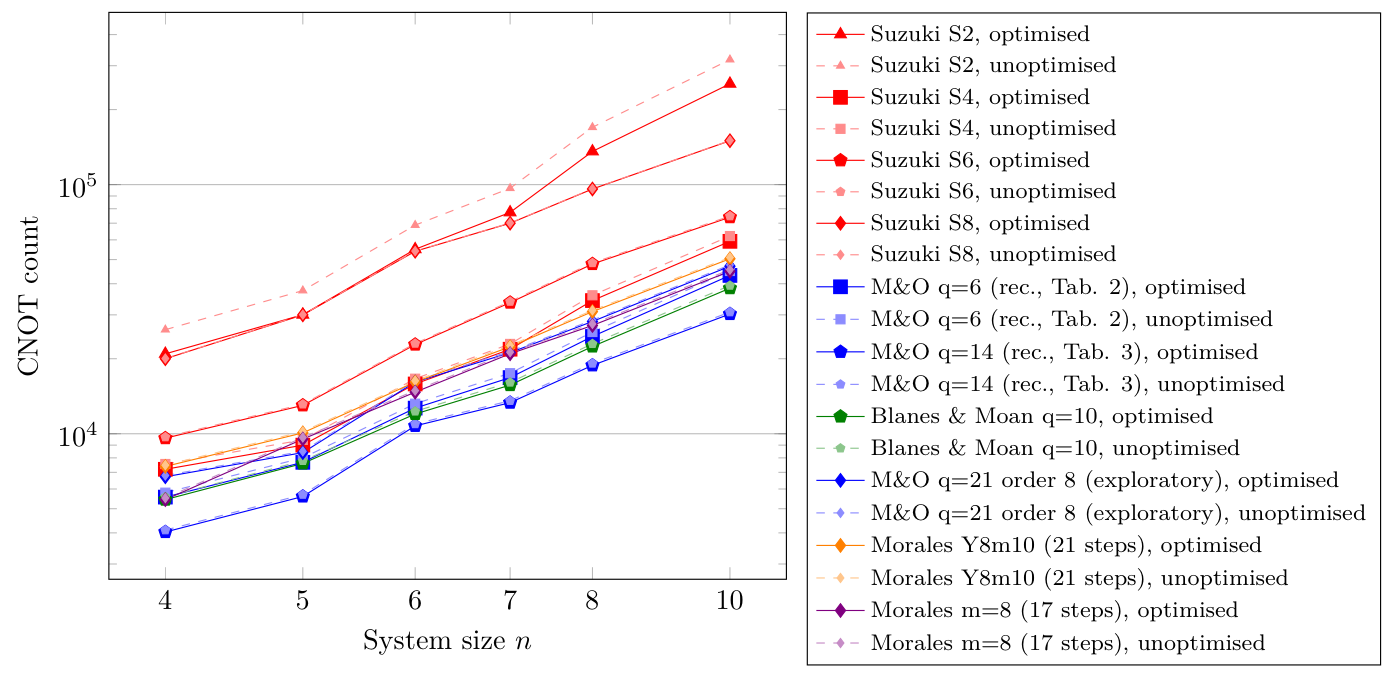 10^5
10^4
CNOT count
4 5 6 7 8 10
System size n
Suzuki S2, optimised
Suzuki S2, unoptimised
Suzuki S4, optimised
Suzuki S4, unoptimised
Suzuki S6, optimised
Suzuki S6, unoptimised
Suzuki S8, optimised
Suzuki S8, unoptimised
M&O q=6 (rec., Tab. 2), optimised
M&O q=6 (rec., Tab. 2), unoptimised
M&O q=14 (rec., Tab. 3), optimised
M&O q=14 (rec., Tab. 3), unoptimised
Blanes & Moan q=10, optimised
Blanes & Moan q=10, unoptimised
M&O q=21 order 8 (exploratory), optimised
M&O q=21 order 8 (exploratory), unoptimised
Morales Y8m10 (21 steps), optimised
Morales Y8m10 (21 steps), unoptimised
Morales m=8 (17 steps), optimised
Morales m=8 (17 steps), unoptimised